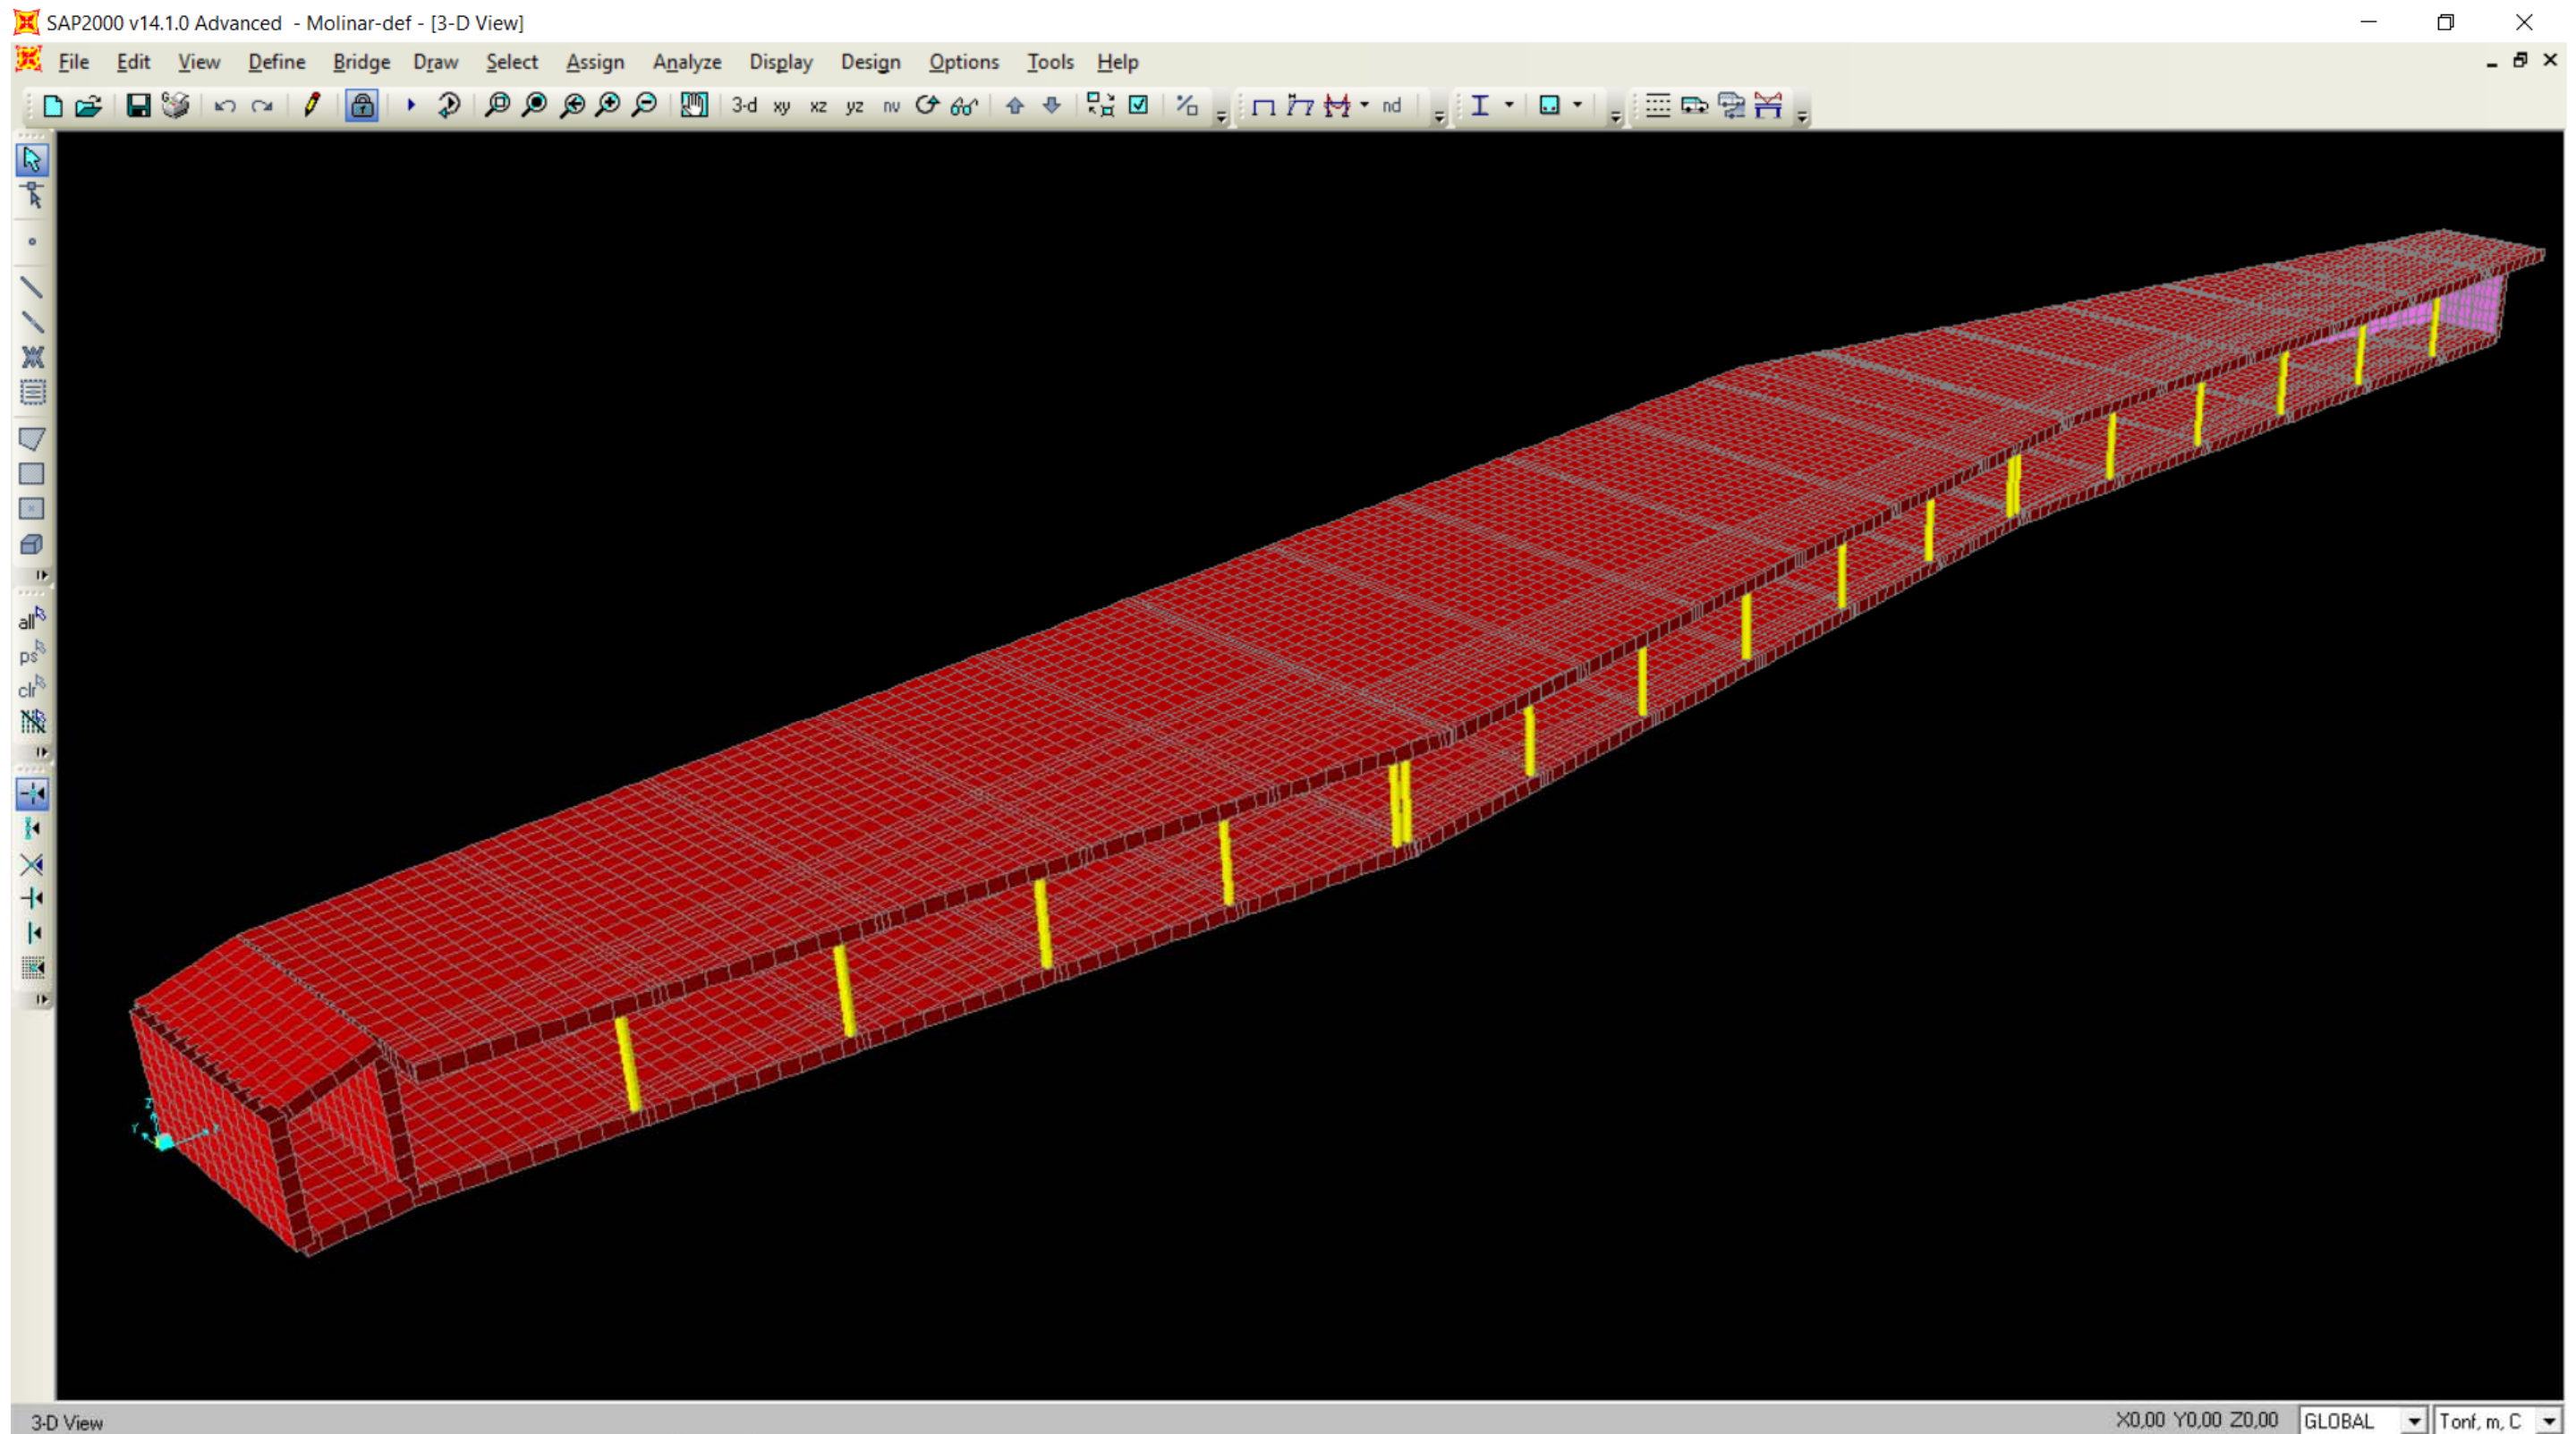 SAP2000 v14.1.0 Advanced - Molinar-def - [3-D View]
File Edit View Define Bridge Draw Select Assign Analyze Display Design Options Tools Help
3-d xy xz yz nv nd
all
ps
clr
Z
Y
3-D View X0,00 Y0,00 Z0,00 GLOBAL Tonf, m, C